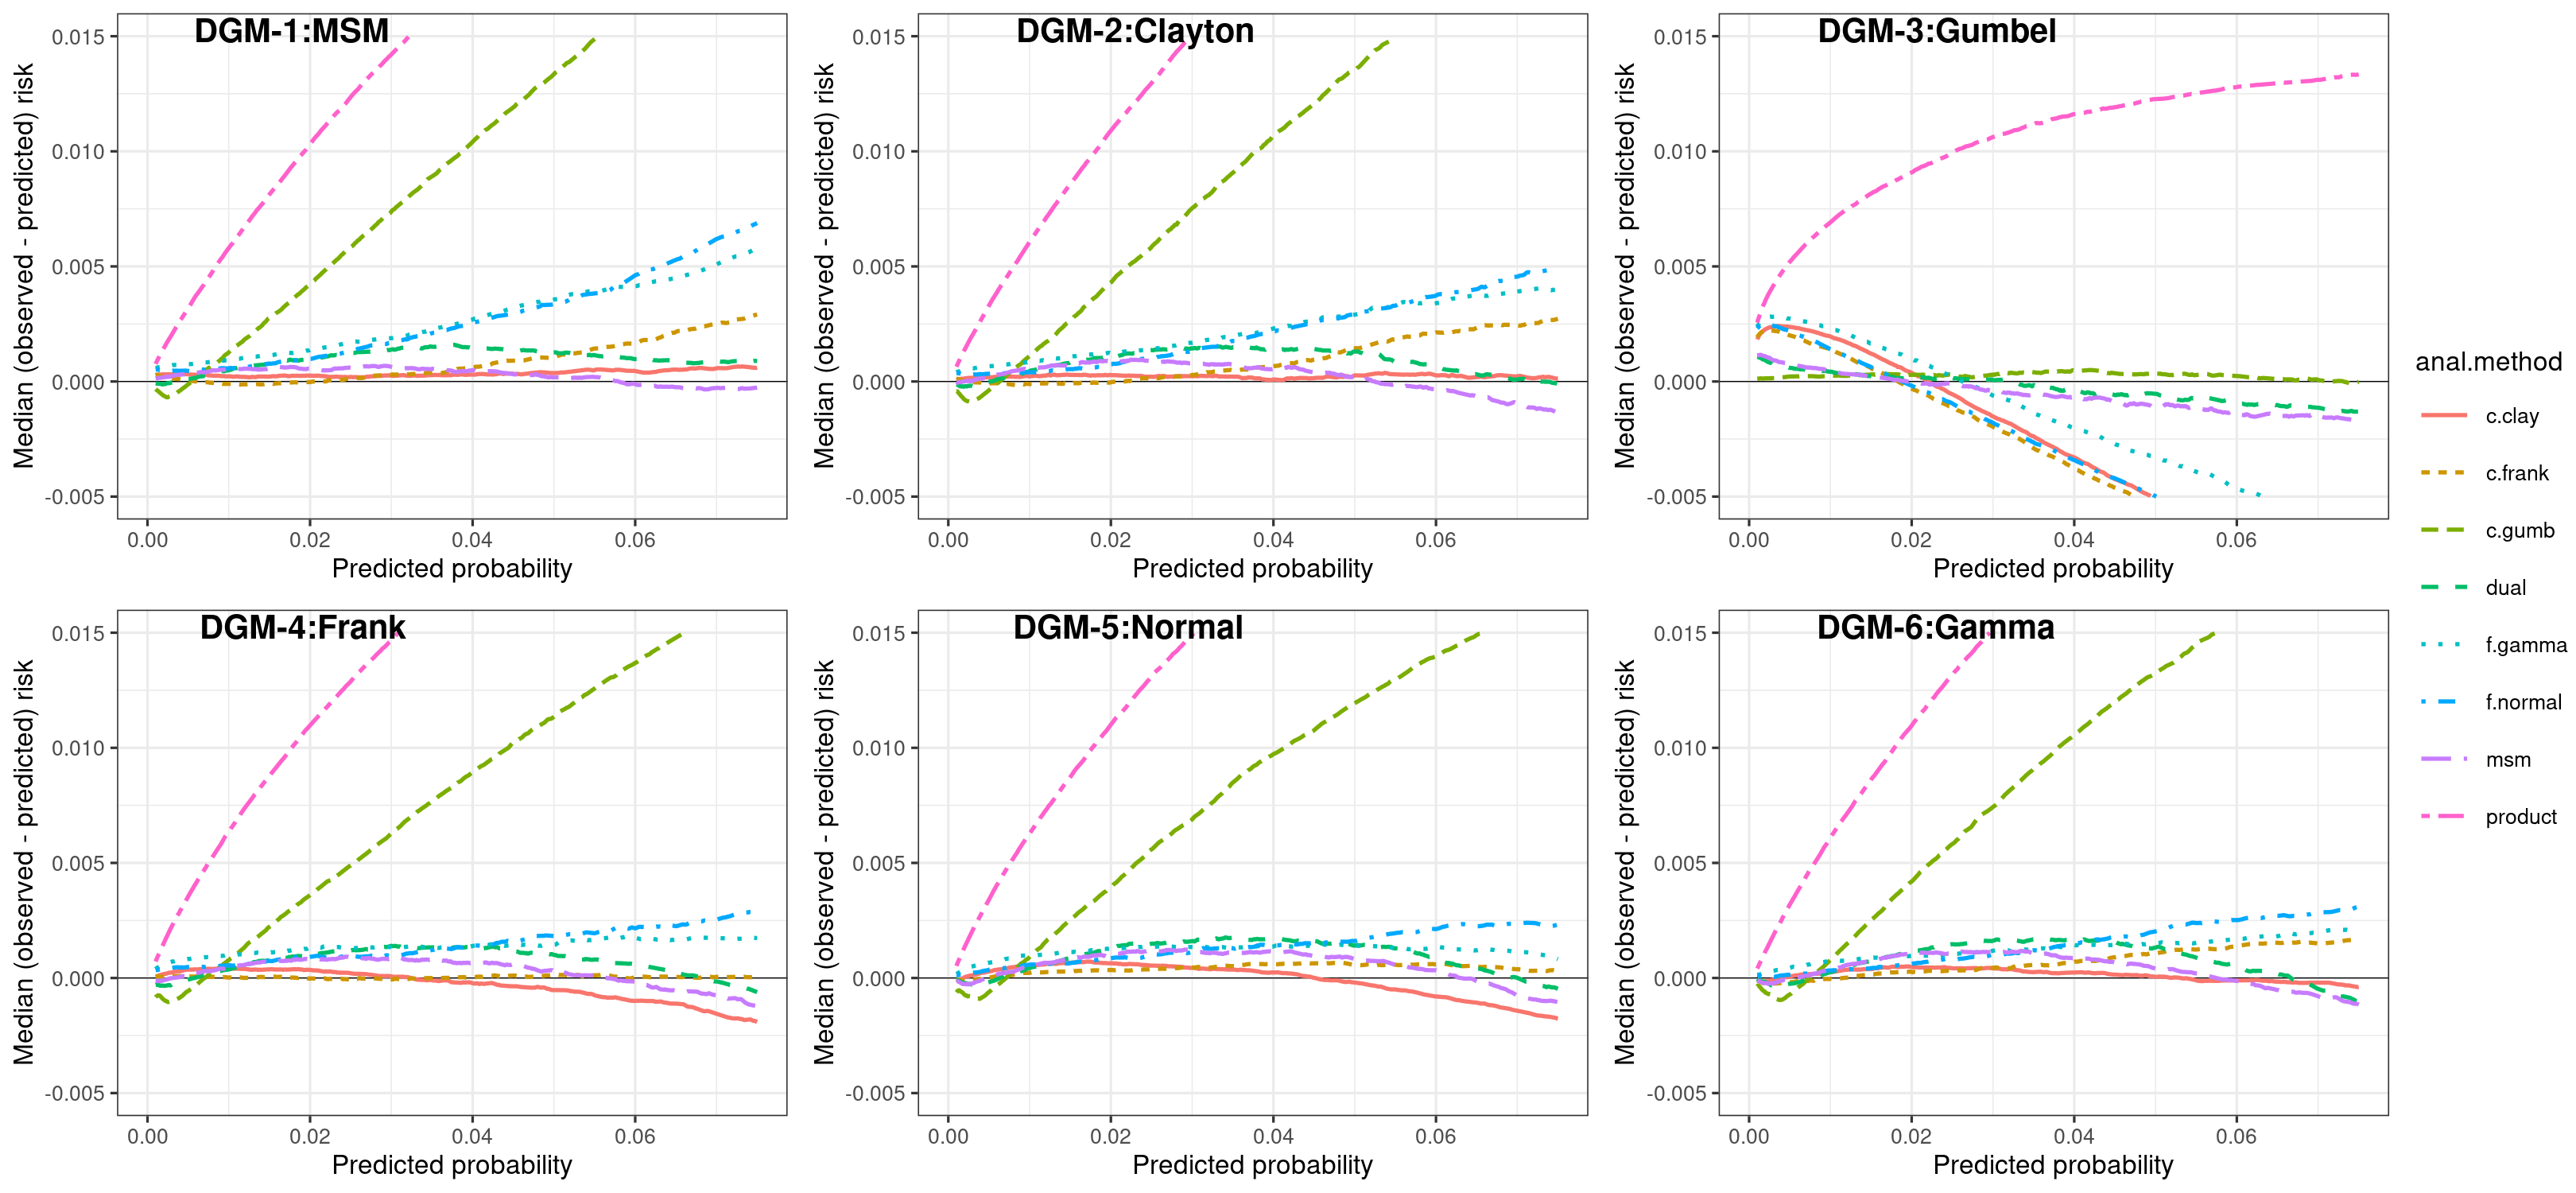 DGM-1:MSM
0.015
0.010
0.005
0.000
-0.005
Median (observed - predicted) risk
0.00 0.02 0.04 0.06
Predicted probability
DGM-2:Clayton
0.015
0.010
0.005
0.000
-0.005
Median (observed - predicted) risk
0.00 0.02 0.04 0.06
Predicted probability
DGM-3:Gumbel
0.015
0.010
0.005
0.000
-0.005
Median (observed - predicted) risk
0.00 0.02 0.04 0.06
Predicted probability
DGM-4:Frank
0.015
0.010
0.005
0.000
-0.005
Median (observed - predicted) risk
0.00 0.02 0.04 0.06
Predicted probability
DGM-5:Normal
0.015
0.010
0.005
0.000
-0.005
Median (observed - predicted) risk
0.00 0.02 0.04 0.06
Predicted probability
DGM-6:Gamma
0.015
0.010
0.005
0.000
-0.005
Median (observed - predicted) risk
0.00 0.02 0.04 0.06
Predicted probability
anal.method
c.clay
c.frank
c.gumb
dual
f.gamma
f.normal
msm
product